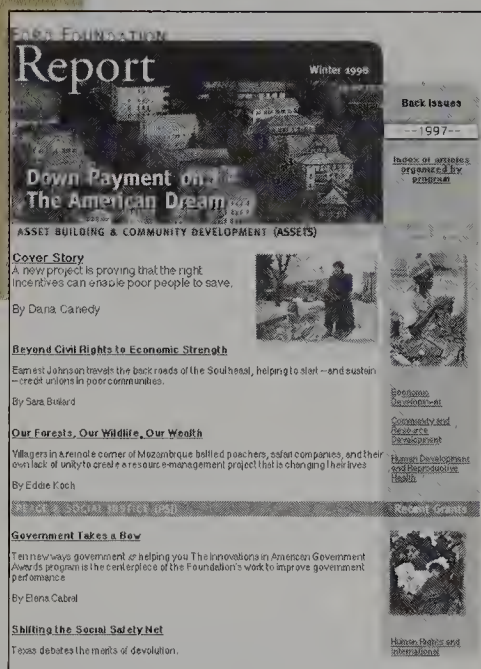 FORD FOUNDATION
Report
Winter 1998
Down Payment on
The American Dream
ASSET BUILDING & COMMUNITY DEVELOPMENT (ASSETS)
Cover Story
A new project is proving that the right
incentives can enable poor people to save.
By Dana Canedy
Beyond Civil Rights to Economic Strength
Earnest Johnson travels the back roads of the Southeast, helping to start -- and sustain
-- credit unions in poor communities.
By Sara Bullard
Our Forests, Our Wildlife, Our Wealth
Villagers in a remote corner of Mozambique battled poachers, safari companies, and their
own lack of unity to create a resource-management project that is changing their lives
By Eddie Koch
PEACE & SOCIAL JUSTICE (PSJ)
Government Takes a Bow
Ten new ways government is helping you The Innovations in American Government
Awards program is the centerpiece of the Foundation's work to improve government
performance
By Elena Cabral
Shifting the Social Safety Net
Texas debates the merits of devolution.
Back Issues
--1997--
Index of articles
organized by
program
Economic
Development
Community and
Resource
Development
Human Development
and Reproductive
Health
Recent Grants
Human Rights and
International